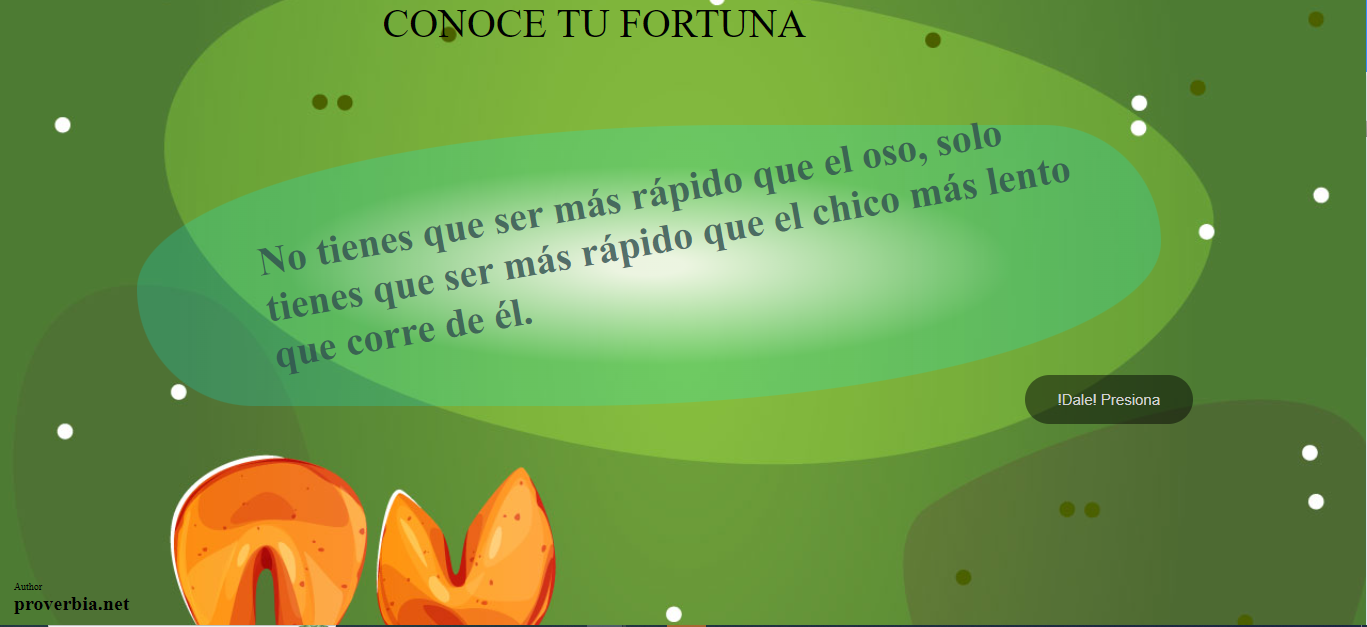 CONOCE TU FORTUNA
No tienes que ser más rápido que el oso, solo
tienes que ser más rápido que el chico más lento
que corre de él.
!Dale! Presiona
Author
proverbia.net